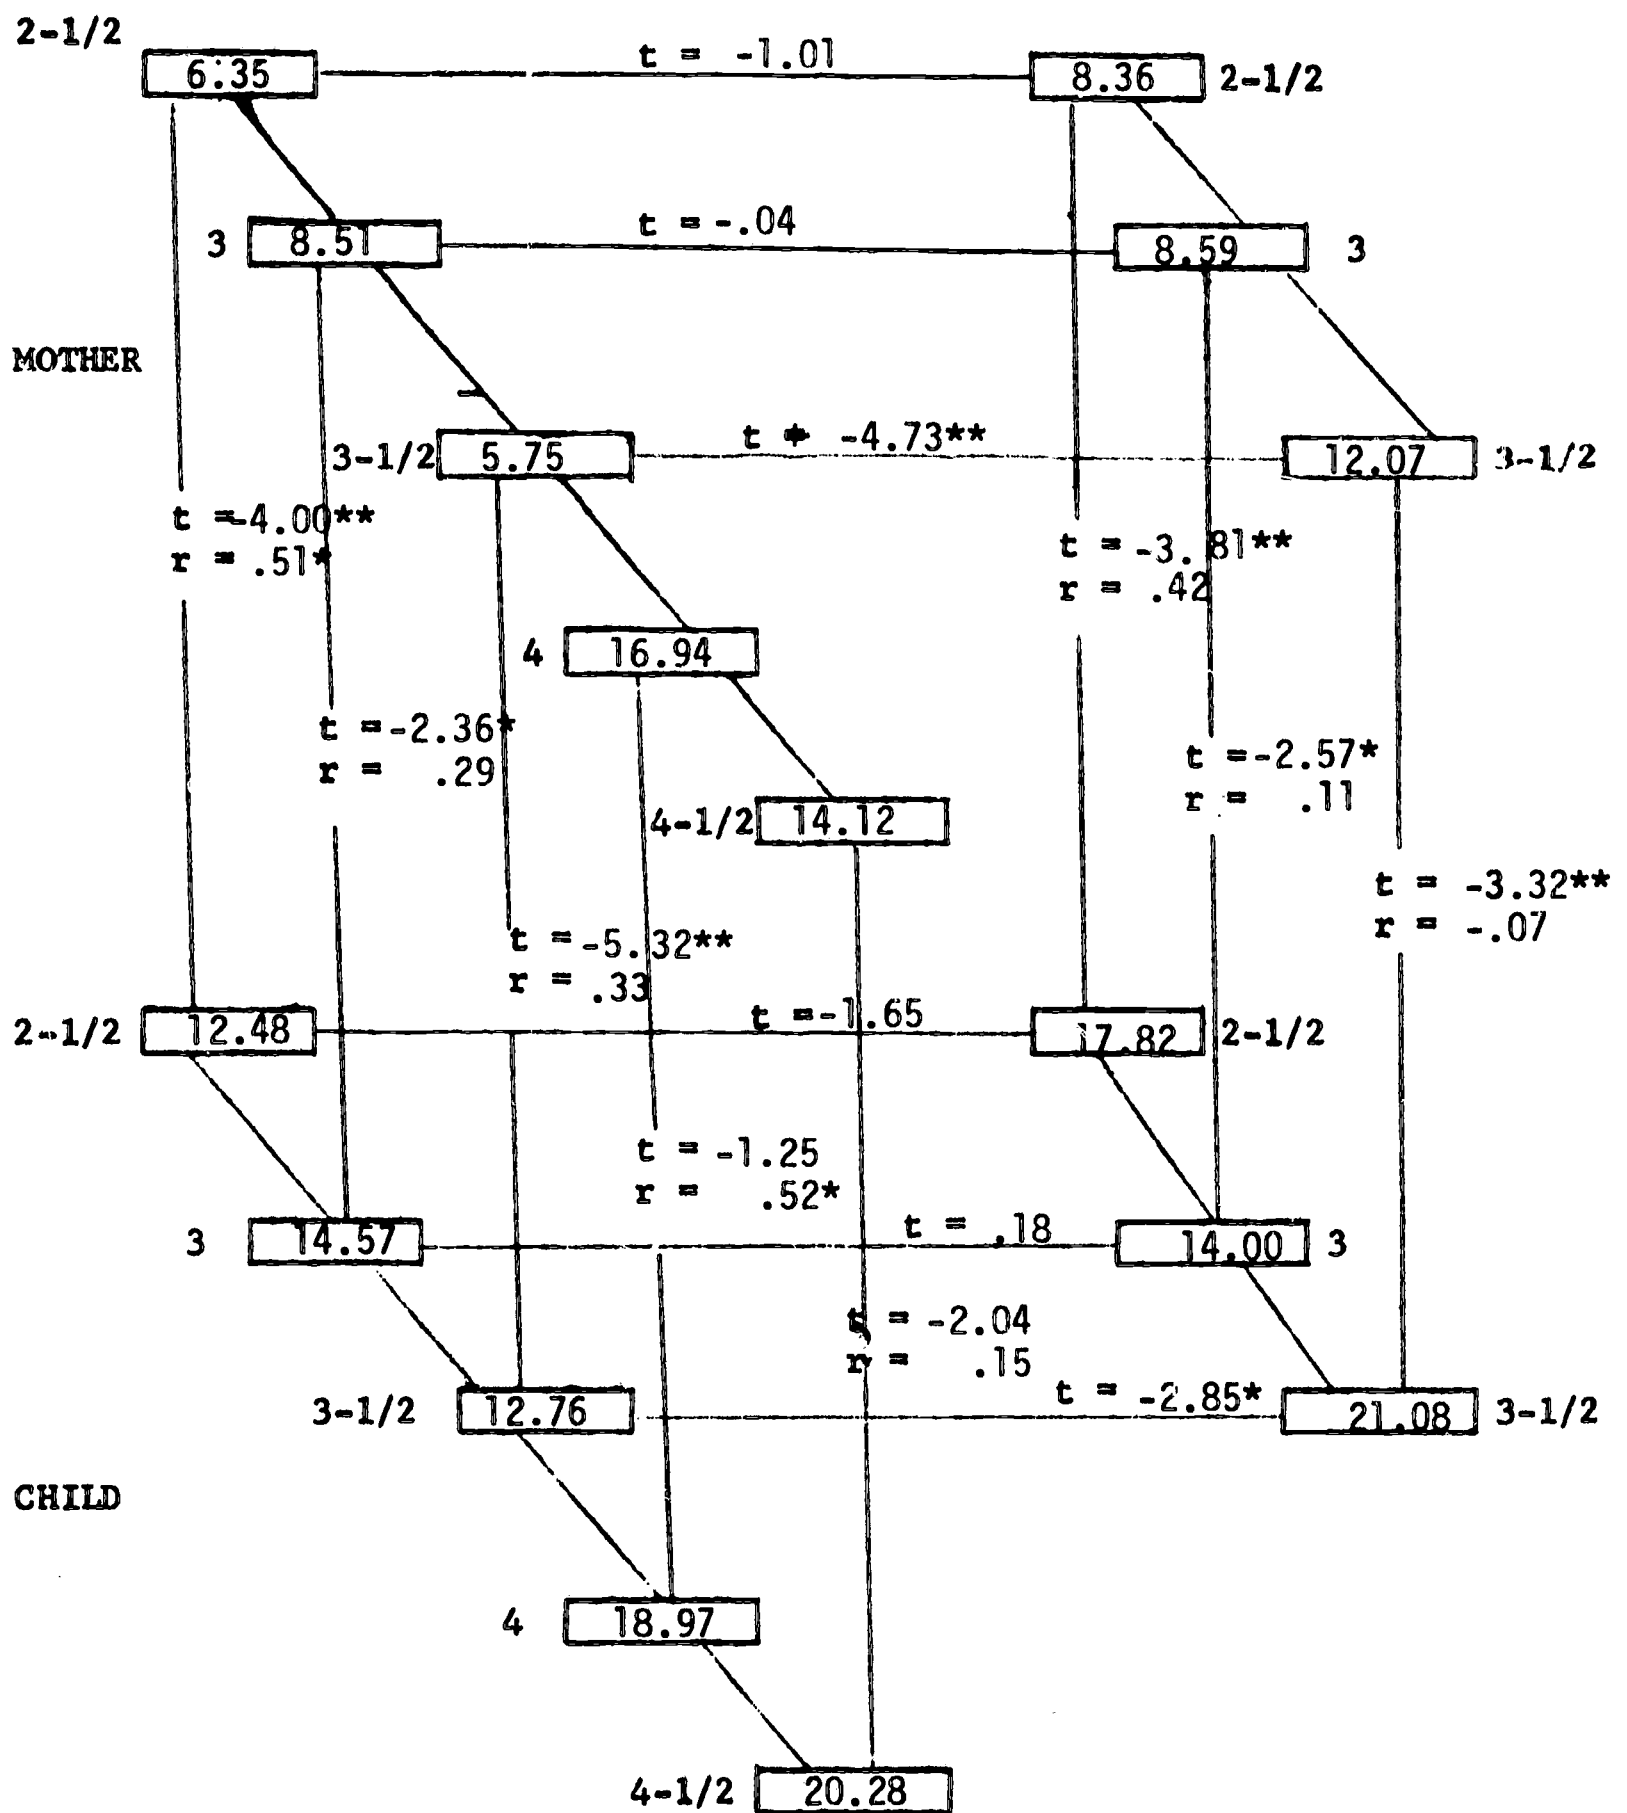 2-1/2
6.35
t = -1.01
8.36 2-1/2
3 8.51
t = -.04
8.59 3
MOTHER
3-1/2 5.75
t = -4.73**
12.07 3-1/2
t = -4.00**
r = .51*
t = -3.81**
r = .42
4 16.94
t = -2.36*
r = .29
t = -2.57*
r = .11
4-1/2 14.12
t = -3.32**
r = -.07
t = -5.32**
r = .33
2-1/2 12.48
t = -1.65
17.82 2-1/2
t = -1.25
r = .52*
3 14.57
t = .18
14.00 3
t = -2.04
r = .15
3-1/2 12.76
t = -2.85*
21.08 3-1/2
CHILD
4 18.97
4-1/2 20.28